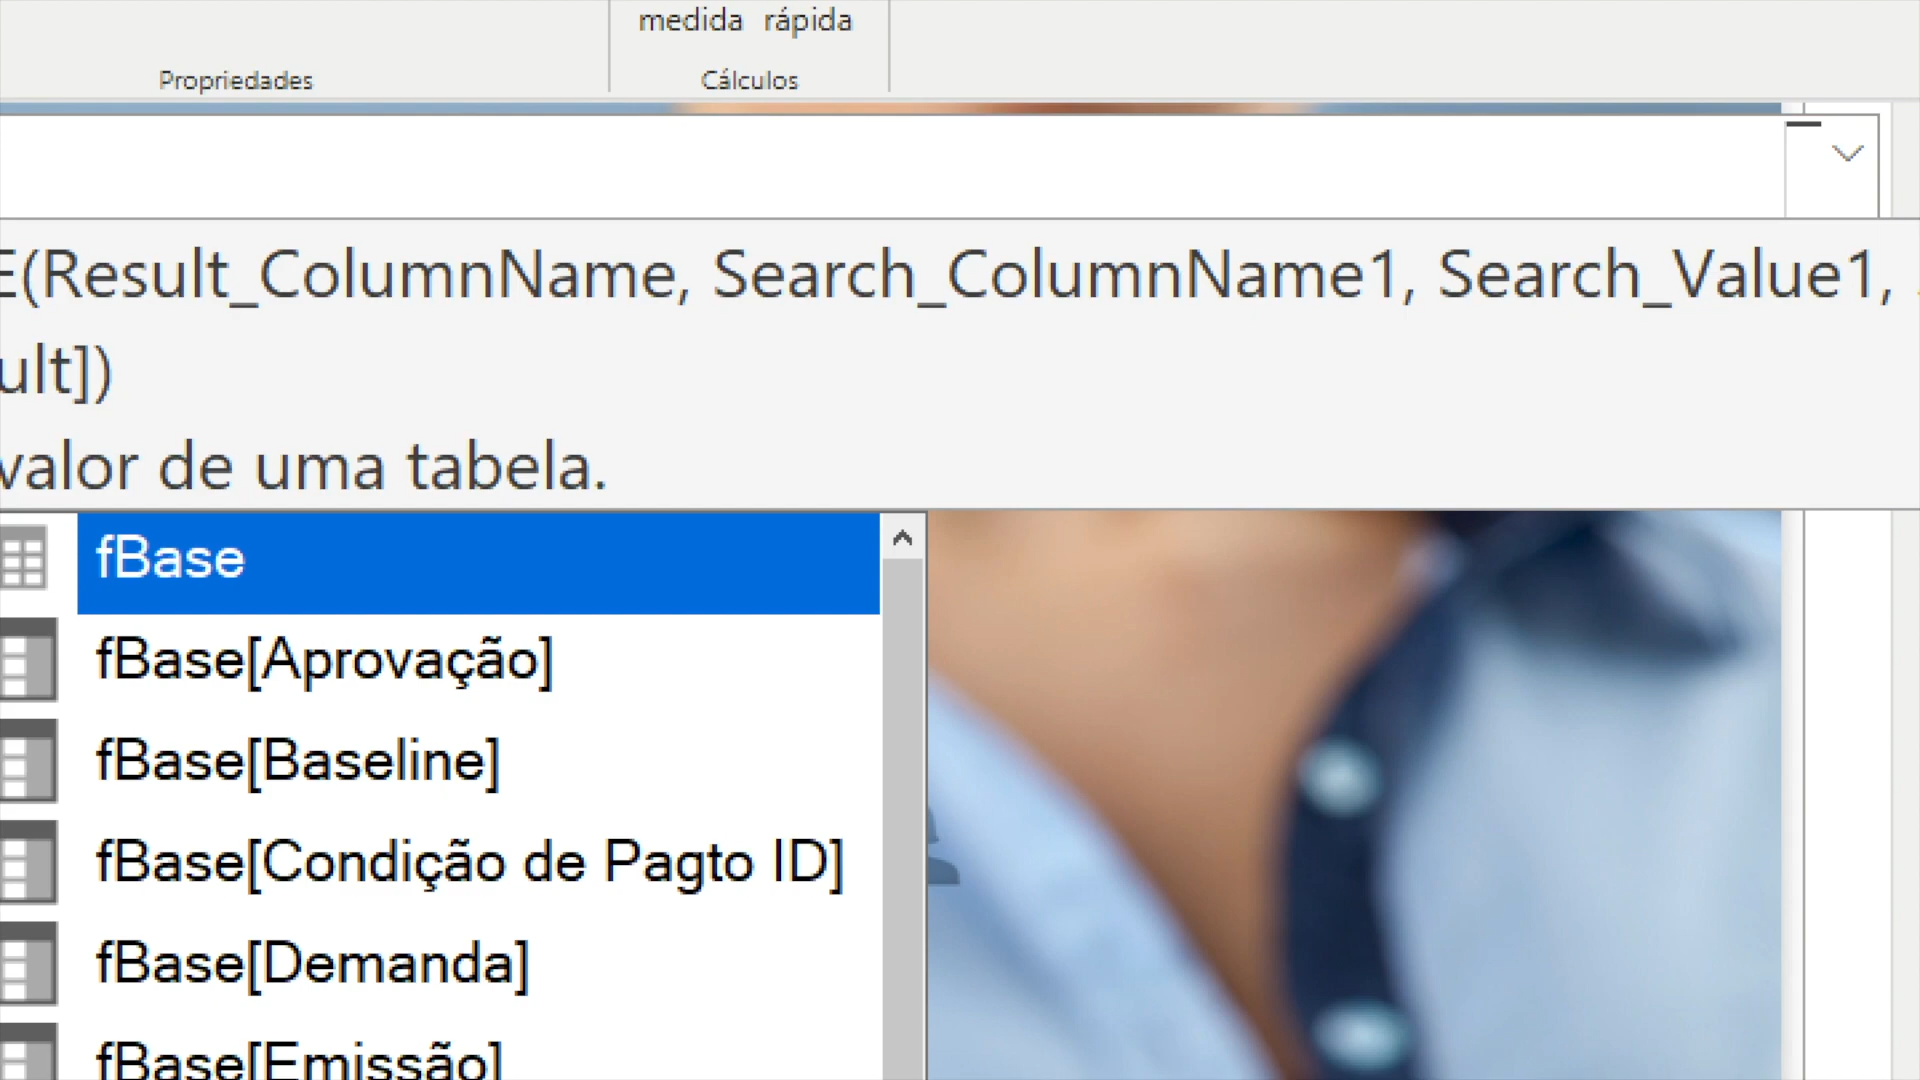 medida rápida
Propriedades
Cálculos
E(Result_ColumnName, Search_ColumnName1, Search_Value1,
ult])
valor de uma tabela.
fBase
fBase[Aprovação]
fBase[Baseline]
fBase[Condição de Pagto ID]
fBase[Demanda]
fBase[Emissão]